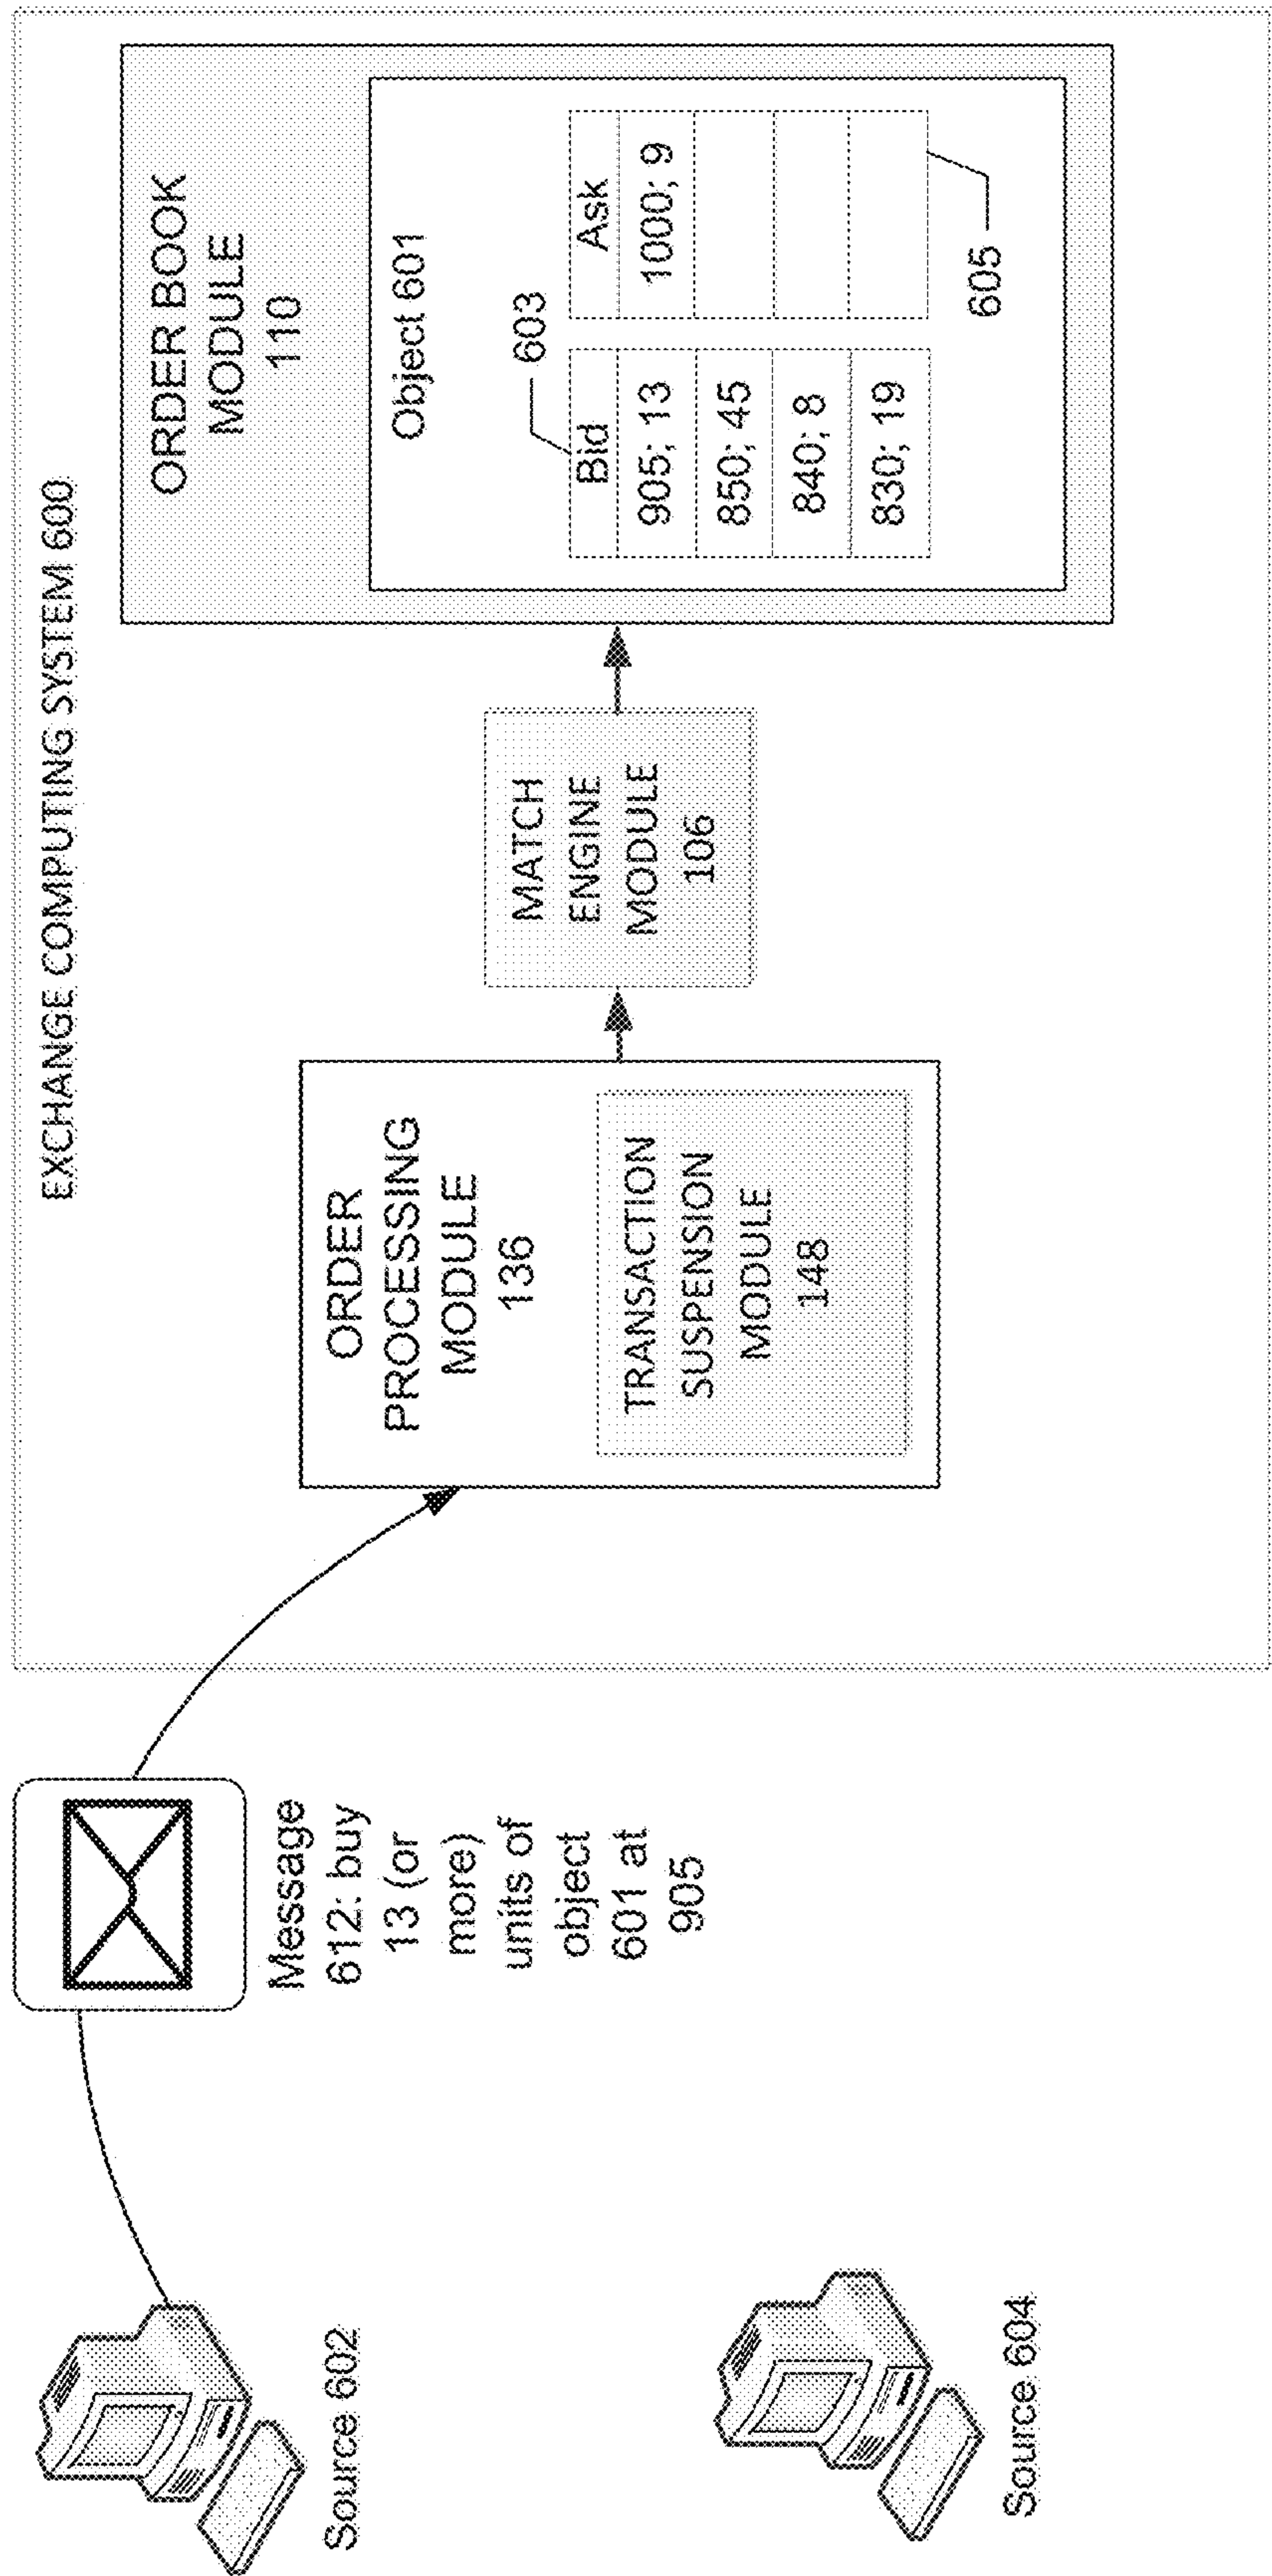 EXCHANGE COMPUTING SYSTEM 600
Source 602
Source 604
Message
612: buy
13 (or
more)
units of
object
601 at
905
ORDER
PROCESSING
MODULE
136
TRANSACTION
SUSPENSION
MODULE
148
MATCH
ENGINE
MODULE
106
ORDER BOOK
MODULE
110
Object 601
603
Bid
905; 13
850; 45
840; 8
830; 19
Ask
1000; 9
605